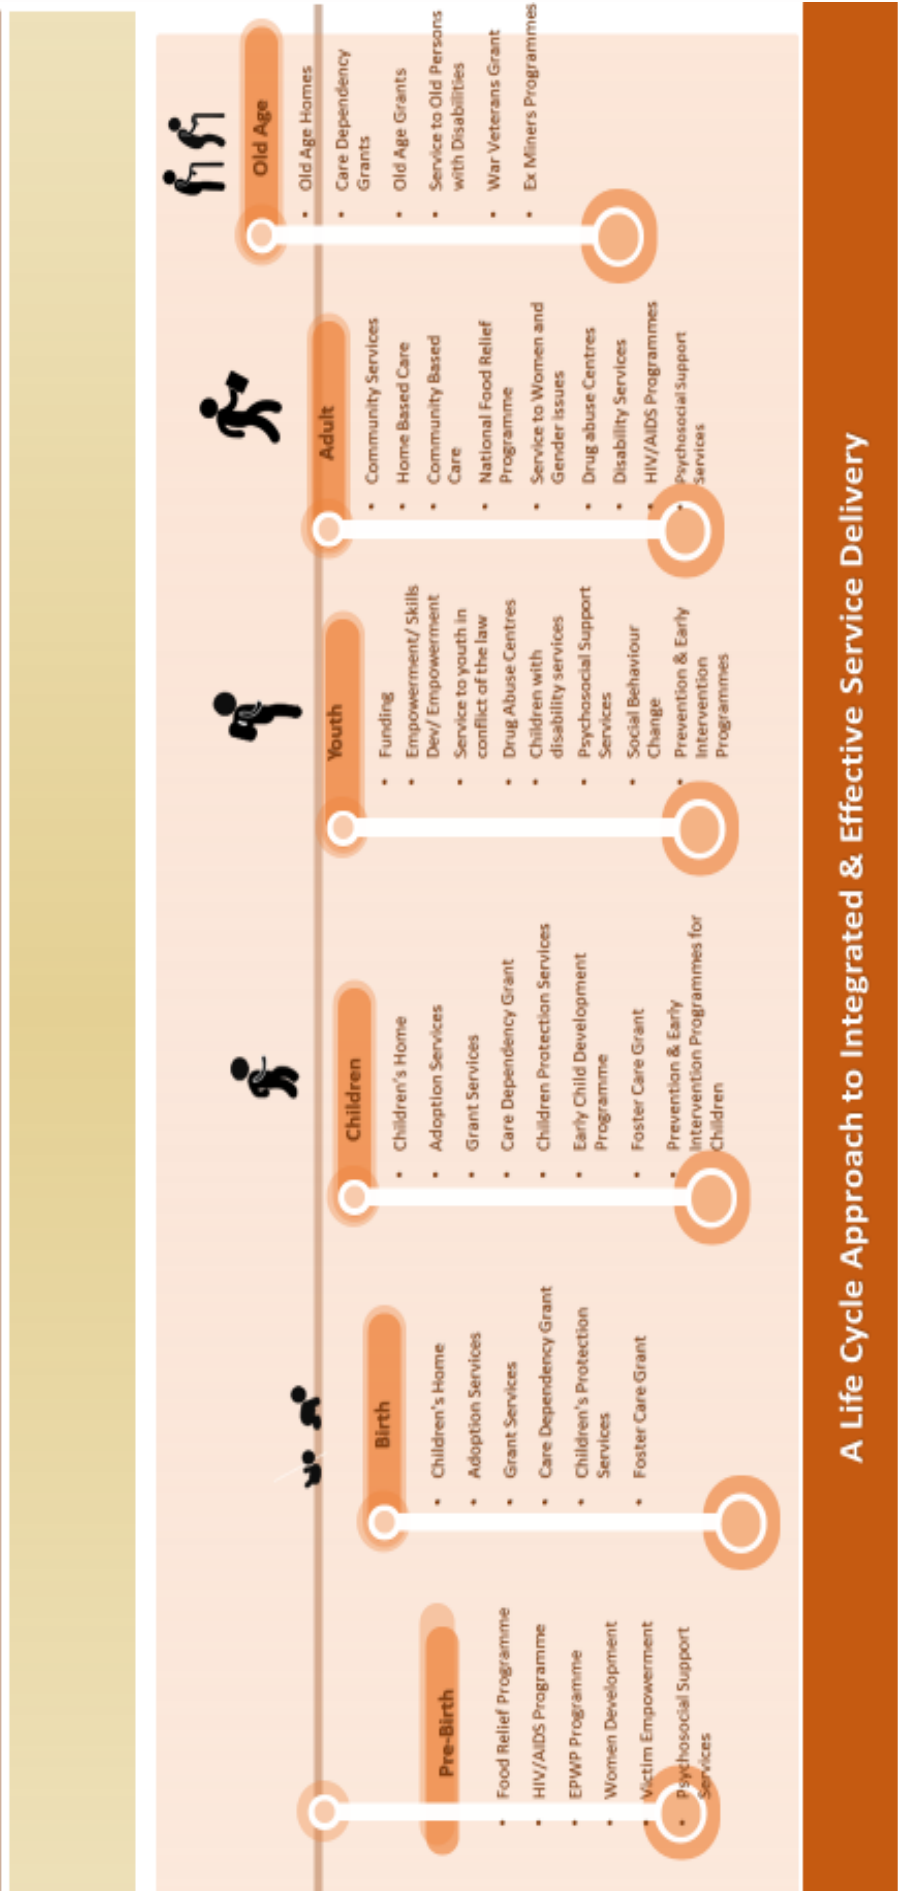 Pre-Birth
• Food Relief Programme
• HIV/AIDS Programme
• EPWP Programme
• Women Development
• Victim Empowerment
• Psychosocial Support
Services
Birth
• Children's Home
• Adoption Services
• Grant Services
• Care Dependency Grant
• Children's Protection
Services
• Foster Care Grant
Children
• Children's Home
• Adoption Services
• Grant Services
• Care Dependency Grant
• Children Protection Services
• Early Child Development
Programme
• Foster Care Grant
• Prevention & Early
Intervention Programmes for
Children
Youth
• Funding
• Empowerment/ Skills
Dev/ Empowerment
• Service to youth in
conflict of the law
• Drug Abuse Centres
• Children with
disability services
• Psychosocial Support
Services
• Social Behaviour
Change
• Prevention & Early
Intervention
Programmes
Adult
• Community Services
• Home Based Care
• Community Based
Care
• National Food Relief
Programme
• Service to Women and
Gender issues
• Drug abuse Centres
• Disability Services
• HIV/AIDS Programmes
• Psychosocial Support
Services
Old Age
• Old Age Homes
• Care Dependency
Grants
• Old Age Grants
• Service to Old Persons
with Disabilities
• War Veterans Grant
• Ex Miners Programmes
A Life Cycle Approach to Integrated & Effective Service Delivery